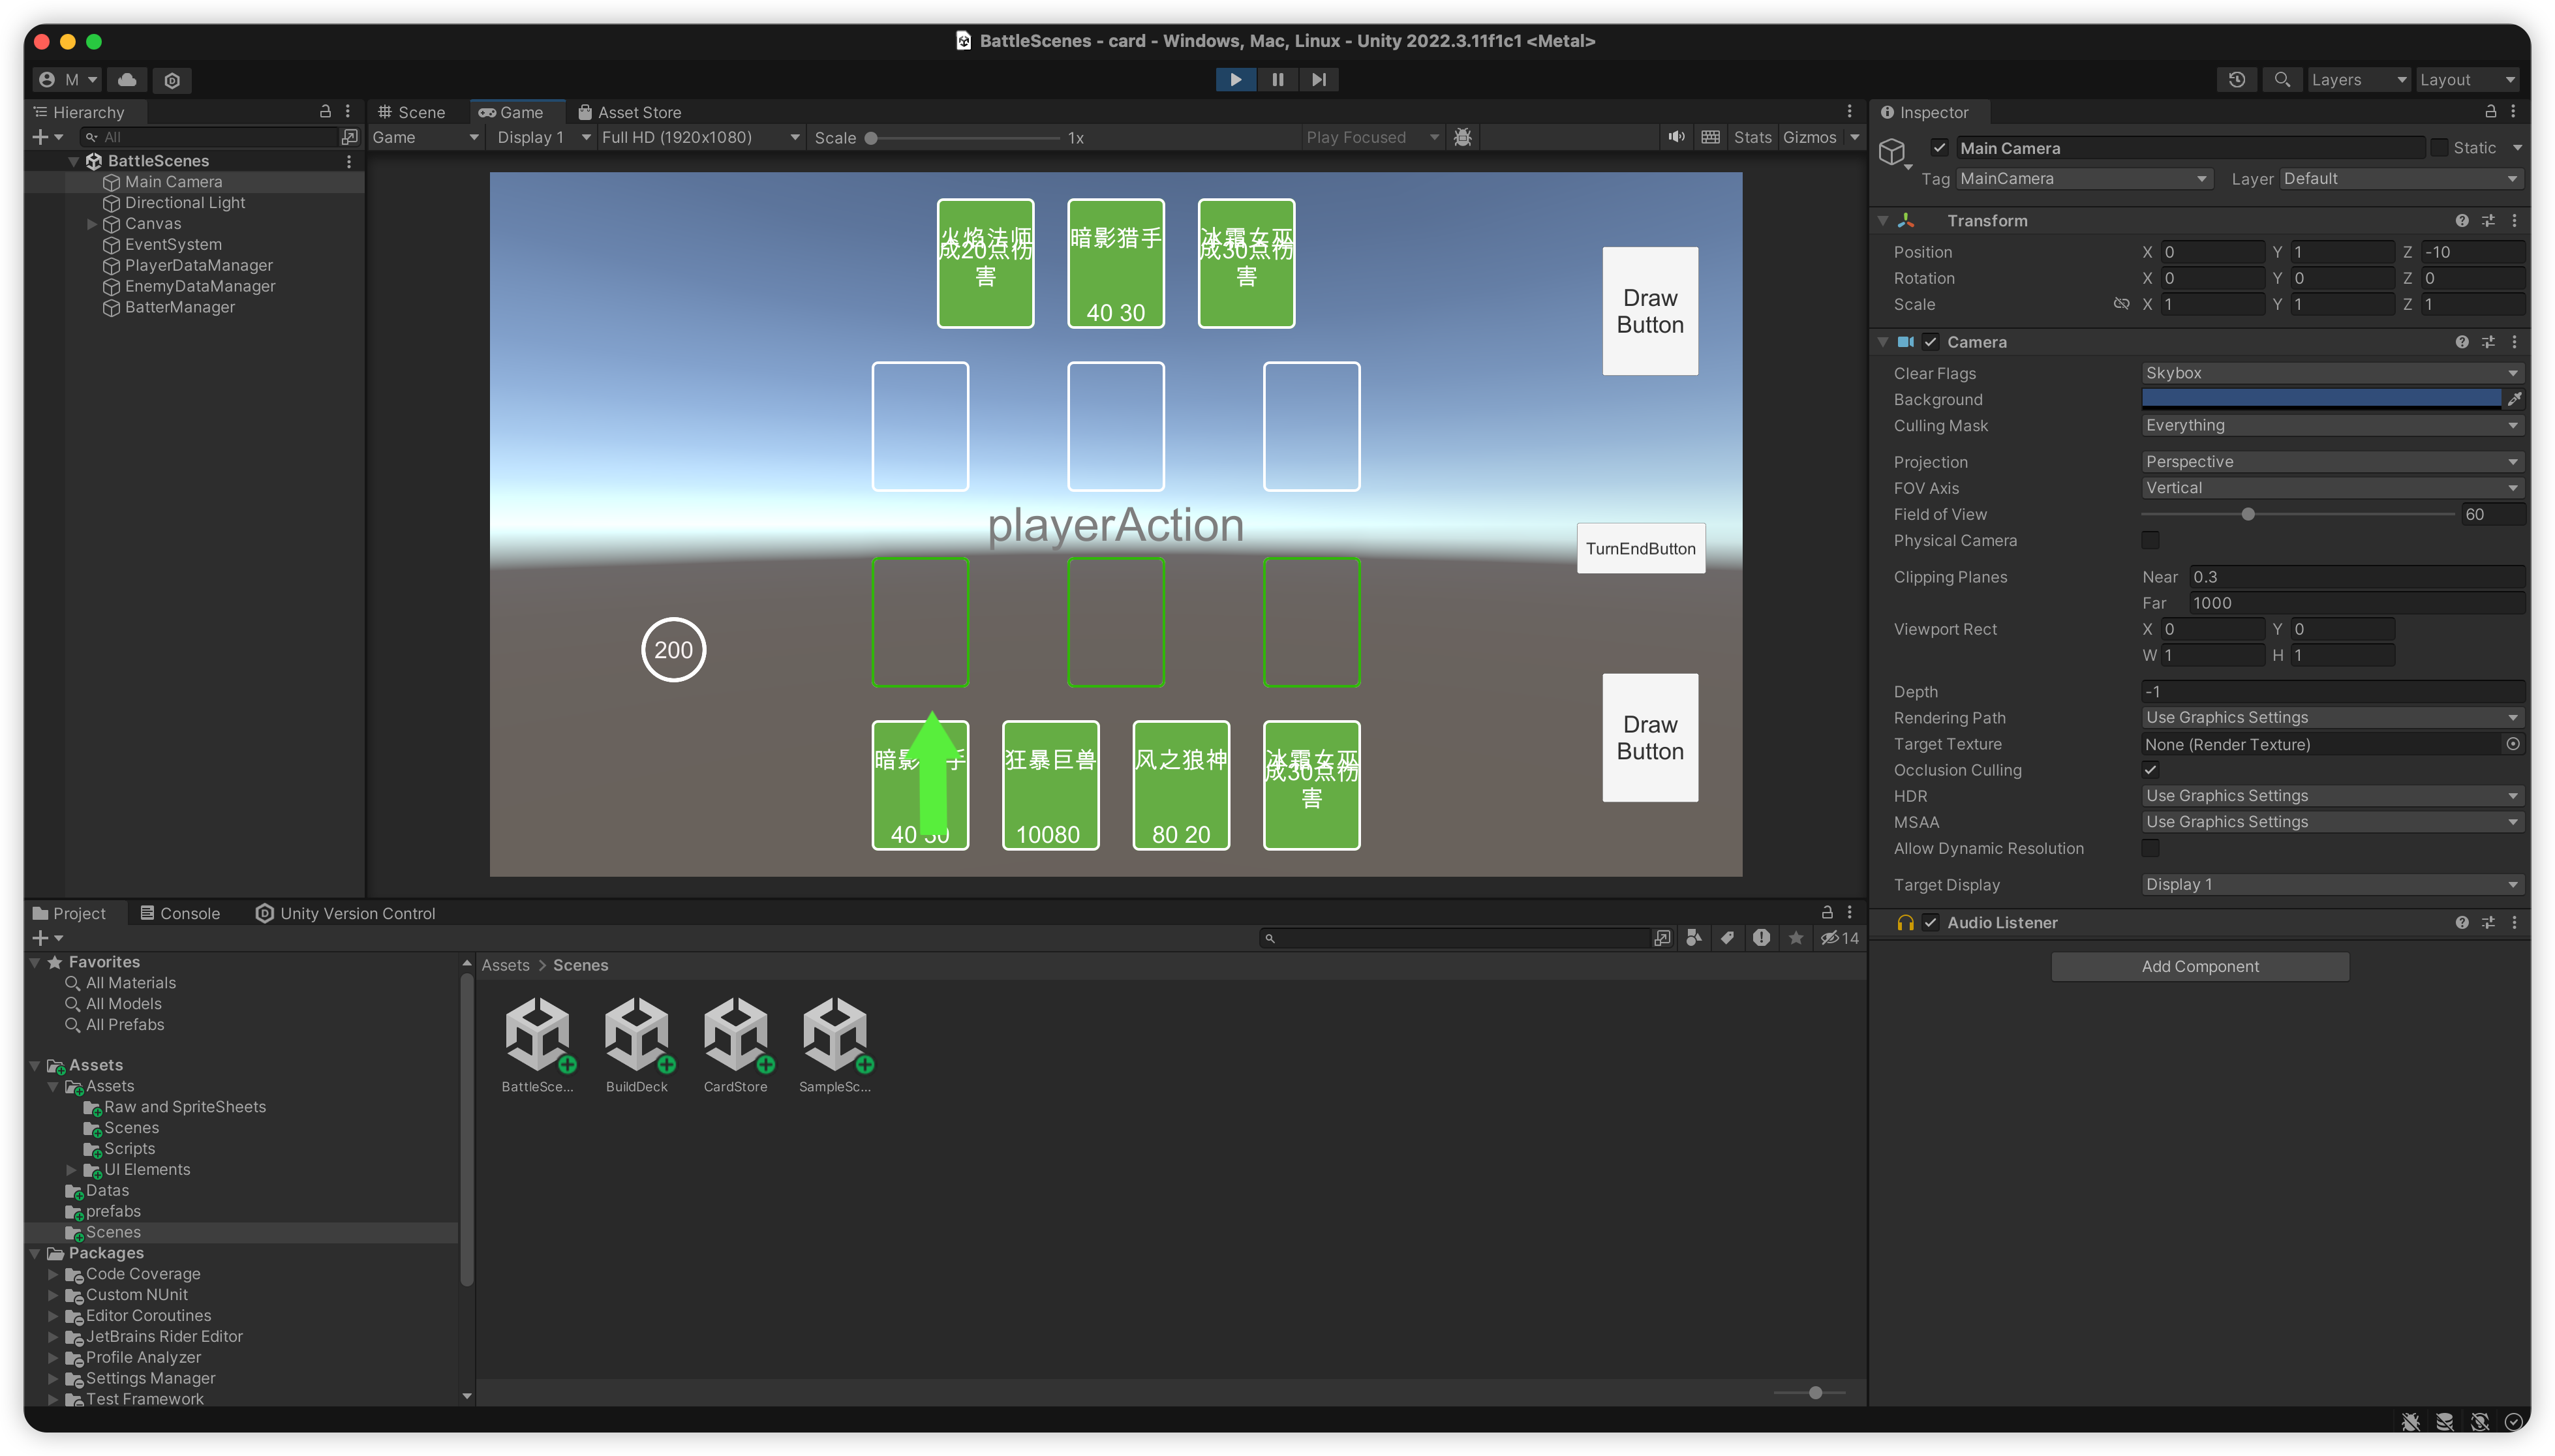 BattleScenes - card - Windows, Mac, Linux - Unity 2022.3.11f1c1 <Metal>
M
Layers
Layout
Hierarchy
All
BattleScenes
Main Camera
Directional Light
Canvas
EventSystem
PlayerDataManager
EnemyDataManager
BatterManager
Scene
Game
Asset Store
Game
Display 1
Full HD (1920x1080)
Scale
1x
Play Focused
Stats
Gizmos
火焰法师
成20点伤
害
暗影猎手
40 30
冰霜女巫
成30点伤
害
Draw
Button
playerAction
TurnEndButton
200
暗影 手
40 30
狂暴巨兽
10080
风之狼神
80 20
冰霜女巫
成30点伤
害
Draw
Button
Inspector
Main Camera
Static
Tag
MainCamera
Layer
Default
Transform
Position
X
0
Y
1
Z
-10
Rotation
X
0
Y
0
Z
0
Scale
X
1
Y
1
Z
1
Camera
Clear Flags
Skybox
Background
Culling Mask
Everything
Projection
Perspective
FOV Axis
Vertical
Field of View
60
Physical Camera
Clipping Planes
Near
0.3
Far
1000
Viewport Rect
X
0
Y
0
W
1
H
1
Depth
-1
Rendering Path
Use Graphics Settings
Target Texture
None (Render Texture)
Occlusion Culling
HDR
Use Graphics Settings
MSAA
Use Graphics Settings
Allow Dynamic Resolution
Target Display
Display 1
Audio Listener
Add Component
Project
Console
Unity Version Control
14
Favorites
All Materials
All Models
All Prefabs
Assets
Assets
Raw and SpriteSheets
Scenes
Scripts
UI Elements
Datas
prefabs
Scenes
Packages
Code Coverage
Custom NUnit
Editor Coroutines
JetBrains Rider Editor
Profile Analyzer
Settings Manager
Test Framework
Assets > Scenes
BattleSce...
BuildDeck
CardStore
SampleSc...